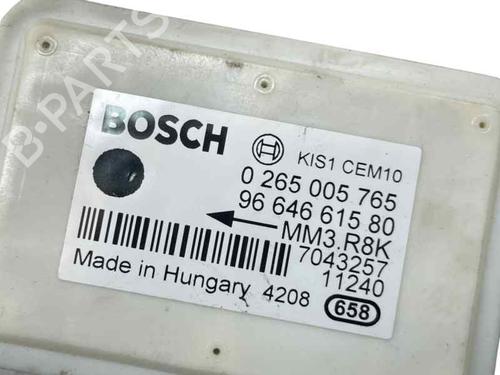 BOSCH
KIS1 CEM10
0 265 005 765
96 646 615 80
MM3.R8K
7043257
11240
Made in Hungary 4208
658
B-PARTS